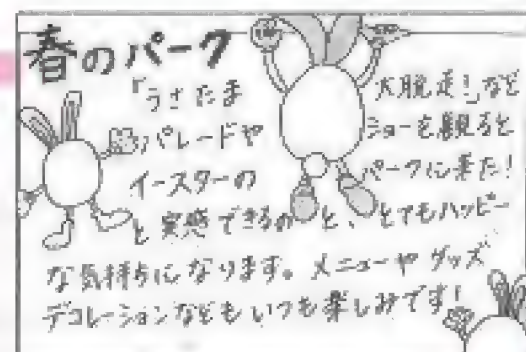 春のパーク
「うさたま 大脱走!」など
パレードや ショーを観ると
イースターの パークに来た!
と実感できるのと、とてもハッピー
な気持ちになります。メニューや グッズ
デコレーションなどもいつも楽しみです!